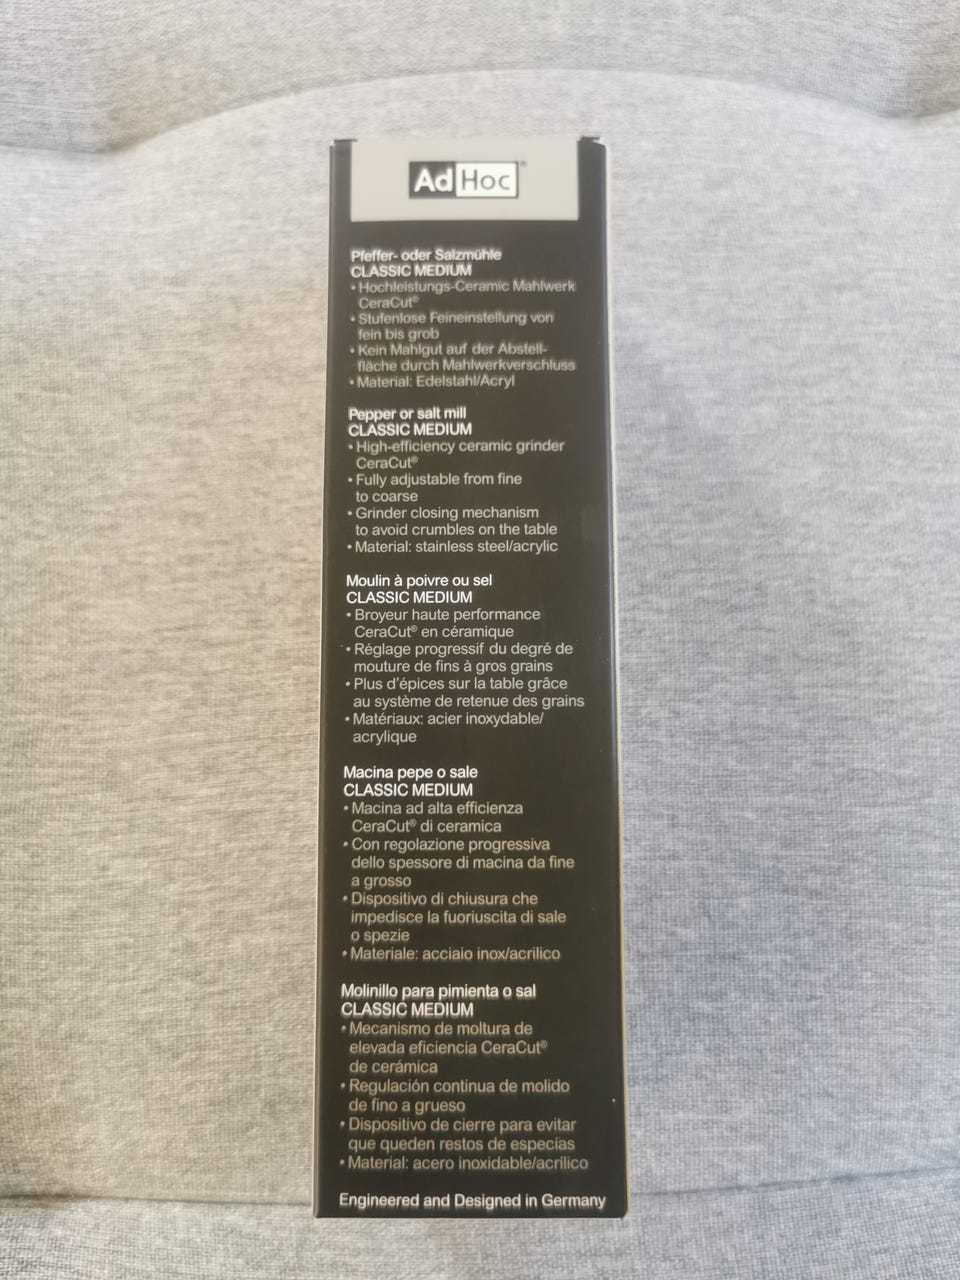 AdHoc®
Pfeffer- oder Salzmühle
CLASSIC MEDIUM
• Hochleistungs-Ceramic Mahlwerk
CeraCut®
• Stufenlose Feineinstellung von
fein bis grob
• Kein Mahlgut auf der Abstell-
fläche durch Mahlwerkverschluss
• Material: Edelstahl/Acryl
Pepper or salt mill
CLASSIC MEDIUM
• High-efficiency ceramic grinder
CeraCut®
• Fully adjustable from fine
to coarse
• Grinder closing mechanism
to avoid crumbles on the table
• Material: stainless steel/acrylic
Moulin à poivre ou sel
CLASSIC MEDIUM
• Broyeur haute performance
CeraCut® en céramique
• Réglage progressif du degré de
mouture de fins à gros grains
• Plus d'épices sur la table grâce
au système de retenue des grains
• Matériaux: acier inoxydable/
acrylique
Macina pepe o sale
CLASSIC MEDIUM
• Macina ad alta efficienza
CeraCut® di ceramica
• Con regolazione progressiva
dello spessore di macina da fine
a grosso
• Dispositivo di chiusura che
impedisce la fuoriuscita di sale
o spezie
• Materiale: acciaio inox/acrilico
Molinillo para pimienta o sal
CLASSIC MEDIUM
• Mecanismo de moltura de
elevada eficiencia CeraCut®
de cerámica
• Regulación continua de molido
de fino a grueso
• Dispositivo de cierre para evitar
que queden restos de especias
• Material: acero inoxidable/acrílico
Engineered and Designed in Germany